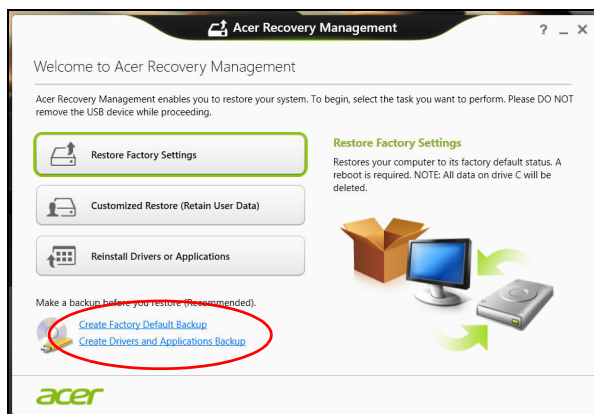 Acer Recovery Management
? _ X
Welcome to Acer Recovery Management
Acer Recovery Management enables you to restore your system. To begin, select the task you want to perform. Please DO NOT
remove the USB device while proceeding.
Restore Factory Settings
Customized Restore (Retain User Data)
Reinstall Drivers or Applications
Restore Factory Settings
Restores your computer to its factory default status. A
reboot is required. NOTE: All data on drive C will be
deleted.
Make a backup before you restore (Recommended).
Create Factory Default Backup
Create Drivers and Applications Backup
acer